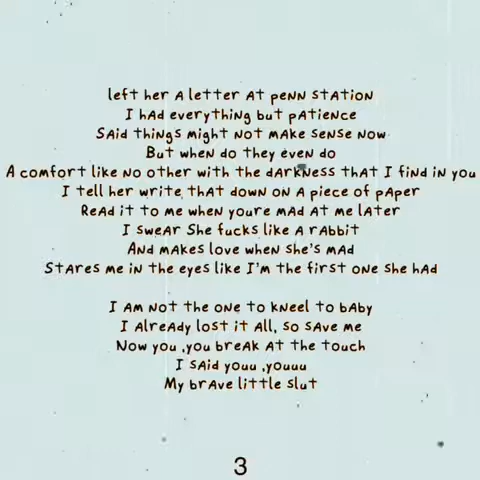 left her a letter at penn station
I had everything but patience
Said things might not make sense now
But when do they even do
A comfort like no other with the darkness that I find in you
I tell her write that down on a piece of paper
Read it to me when youre mad at me later
I swear She fucks like a rabbit
And makes love when she's mad
Stares me in the eyes like I'm the first one she had
I am not the one to kneel to baby
I already lost it all, so save me
Now you ,you break at the touch
I said youu ,youuu
My brave little slut
3